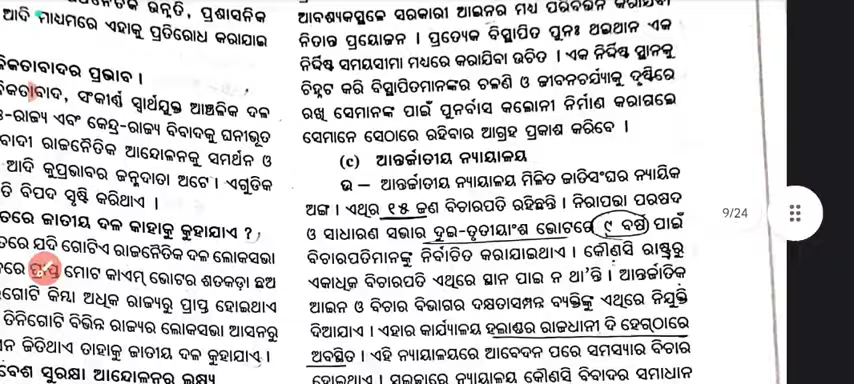 ଆଦି ମାଧ୍ୟମରେ ଏହାକୁ ପ୍ରତିରୋଧ କରାଯାଇ
ପ୍ରଭାବ ।
ସଂକୀର୍ଣ୍ଣ ସ୍ୱାର୍ଥଯୁକ୍ତ ଆଞ୍ଚଳିକ ଦଳ
-ରାଜ୍ୟ ଏବଂ କେନ୍ଦ୍ର-ରାଜ୍ୟ ବିବାଦକୁ ଘନୀଭୂତ
ବାଦୀ ରାଜନୈତିକ ଆନ୍ଦୋଳନକୁ ସମର୍ଥନ ଓ
ଆଦି କୁପ୍ରଭାବର ଜନ୍ମଦାତା ଅଟେ । ଏଗୁଡିକ
ତି ବିପଦ ସୃଷ୍ଟି କରିଥାଏ ।
ତରେ ଜାତୀୟ ଦଳ କାହାକୁ କୁହାଯାଏ ?
ତରେ ଯଦି ଗୋଟିଏ ରାଜନୈତିକ ଦଳ ଲୋକସଭା
ମୋଟ କାଏମ୍ ଭୋଟର ଶତକଡ଼ା ଛଅ
ଗୋଟି କିମ୍ବା ଅଧିକ ରାଜ୍ୟରୁ ପ୍ରାପ୍ତ ହୋଇଥାଏ
ତିନିଗୋଟି ବିଭିନ୍ନ ରାଜ୍ୟର ଲୋକସଭା ଆସନରୁ
ନ ଜିତିଥାଏ ତାହାକୁ ଜାତୀୟ ଦଳ କୁହାଯାଏ ।
ବେଶ ସୁରକ୍ଷା ଆନ୍ଦୋଳନର ଲକ୍ଷ୍ୟ
ଆବଶ୍ୟକସ୍ଥଳେ ସରକାରୀ ଆଇନର ମଧ୍ୟ ପରିବର୍ତ୍ତନ
ନିତାନ୍ତ ପ୍ରୟୋଜନ । ପ୍ରତ୍ୟେକ ବିସ୍ଥାପିତ ପୁନଃ ଥଇଥାନ ଏକ
ନିର୍ଦ୍ଦିଷ୍ଟ ସମୟସୀମା ମଧ୍ୟରେ କରାଯିବା ଉଚିତ । ଏକ ନିର୍ଦ୍ଦିଷ୍ଟ ସ୍ଥାନକୁ
ଚିହ୍ନଟ କରି ବିସ୍ଥାପିତମାନଙ୍କର ଚଳଣି ଓ ଜୀବନଚର୍ଯ୍ୟାକୁ ଦୃଷ୍ଟିରେ
ରଖି ସେମାନଙ୍କ ପାଇଁ ପୁନର୍ବାସ କଲୋନୀ ନିର୍ମାଣ କରାଗଲେ
ସେମାନେ ସେଠାରେ ରହିବାର ଆଗ୍ରହ ପ୍ରକାଶ କରିବେ ।
(c) ଆନ୍ତର୍ଜାତୀୟ ନ୍ୟାୟାଳୟ
ଉ – ଆନ୍ତର୍ଜାତୀୟ ନ୍ୟାୟାଳୟ ମିଳିତ ଜାତିସଂଘର ନ୍ୟାୟିକ
ଅଙ୍ଗ । ଏଥିର ୧୫ ଜଣ ବିଚାରପତି ରହିଛନ୍ତି । ନିରାପତ୍ତା ପରିଷଦ
ଓ ସାଧାରଣ ସଭାର ଦୁଇ-ତୃତୀୟାଂଶ ଭୋଟରେ ୯ ବର୍ଷ ପାଇଁ
ବିଚାରପତିମାନଙ୍କୁ ନିର୍ବାଚିତ କରାଯାଇଥାଏ । କୌଣସି ରାଷ୍ଟ୍ରରୁ
ଏକାଧିକ ବିଚାରପତି ଏଥିରେ ସ୍ଥାନ ପାଇ ନ ଥା'ନ୍ତି । ଆନ୍ତର୍ଜାତିକ
ଆଇନ ଓ ବିଚାର ବିଭାଗର ଦକ୍ଷତାସମ୍ପନ୍ନ ବ୍ୟକ୍ତିଙ୍କୁ ଏଥିରେ ନିଯୁକ୍ତି
ଦିଆଯାଏ । ଏହାର କାର୍ଯ୍ୟାଳୟ ହଲାଣ୍ଡର ରାଜଧାନୀ ଦି ହେଗ୍‌ଠାରେ
ଅବସ୍ଥିତ । ଏହି ନ୍ୟାୟାଳୟରେ ଆବେଦନ ପରେ ସମସ୍ୟାର ବିଚାର
ହୋଇଥାଏ । ନ୍ୟାୟାଳୟ କୌଣସି ବିବାଦର ସମାଧାନ
9/24